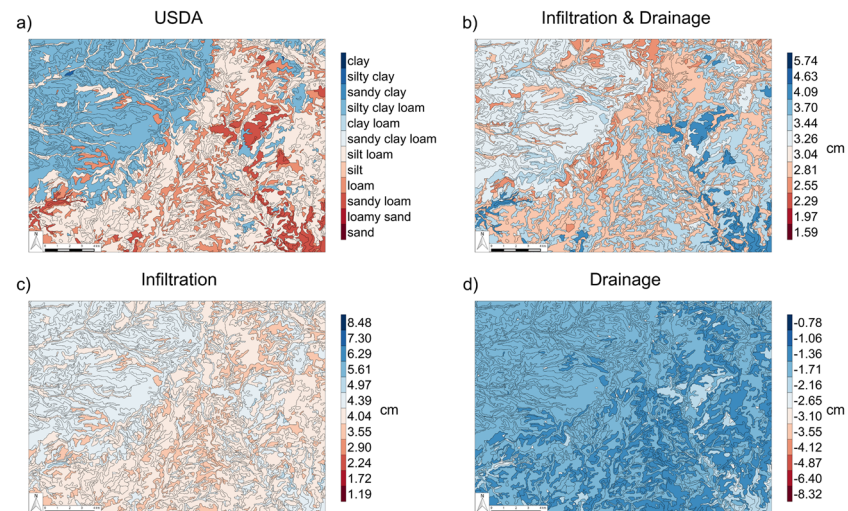 a)
USDA
clay
silty clay
sandy clay
silty clay loam
clay loam
sandy clay loam
silt loam
silt
loam
sandy loam
loamy sand
sand
N
b)
Infiltration & Drainage
5.74
4.63
4.09
3.70
3.44
3.26
3.04
2.81
2.55
2.29
1.97
1.59
cm
N
c)
Infiltration
8.48
7.30
6.29
5.61
4.97
4.39
4.04
3.55
2.90
2.24
1.72
1.19
cm
N
d)
Drainage
-0.78
-1.06
-1.36
-1.71
-2.16
-2.65
-3.10
-3.55
-4.12
-4.87
-6.40
-8.32
cm
N